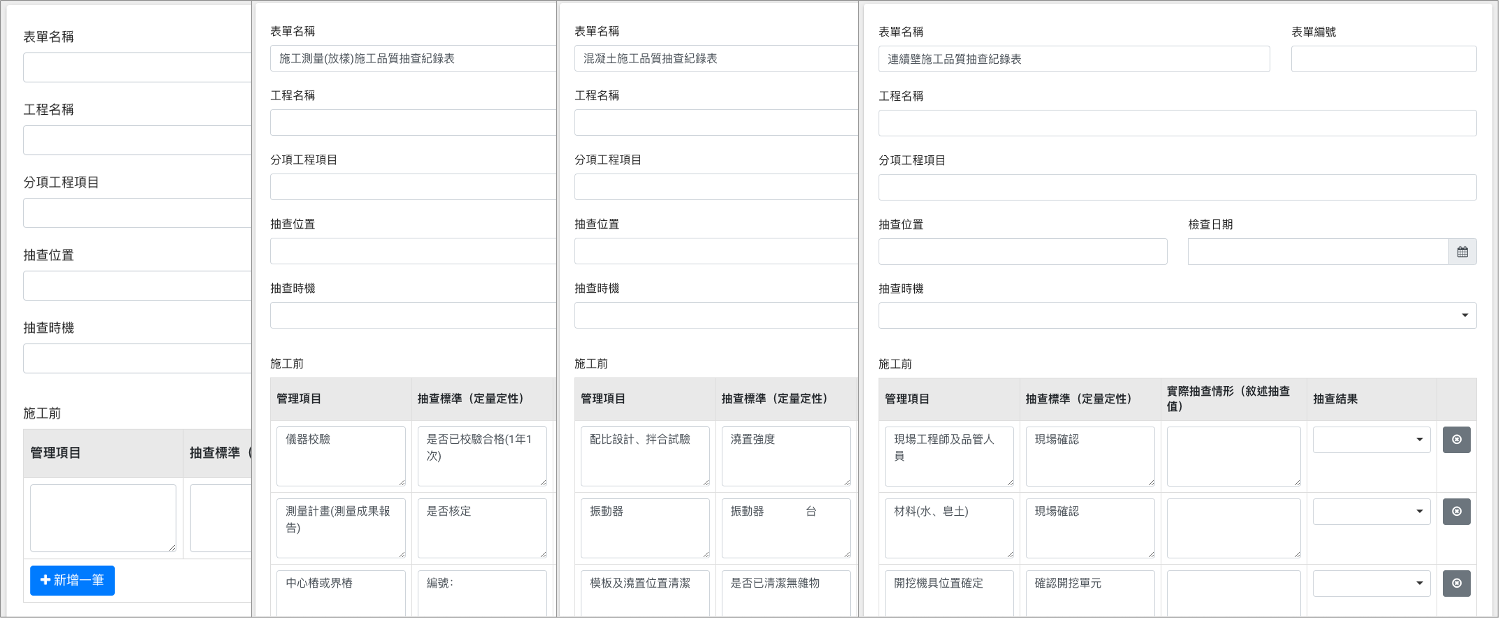 表單名稱
工程名稱
分項工程項目
抽查位置
抽查時機
施工前
管理項目
抽查標準（
新增一筆
表單名稱
施工測量(放樣)施工品質抽查紀錄表
工程名稱
分項工程項目
抽查位置
抽查時機
施工前
管理項目 抽查標準（定量定性）
儀器校驗 是否已校驗合格(1年1
次)
測量計畫(測量成果報 是否核定
告)
中心樁或界樁 編號：
表單名稱
混凝土施工品質抽查紀錄表
工程名稱
分項工程項目
抽查位置
抽查時機
施工前
管理項目 抽查標準（定量定性）
配比設計、拌合試驗 澆置強度
振動器 振動器 台
模板及澆置位置清潔 是否已清潔無雜物
表單名稱 表單編號
連續壁施工品質抽查紀錄表
工程名稱
分項工程項目
抽查位置 檢查日期
抽查時機
施工前
管理項目 抽查標準（定量定性） 實際抽查情形（敘述抽查 抽查結果
值）
現場工程師及品管人 現場確認
員
材料(水、皂土) 現場確認
開挖機具位置確定 確認開挖單元